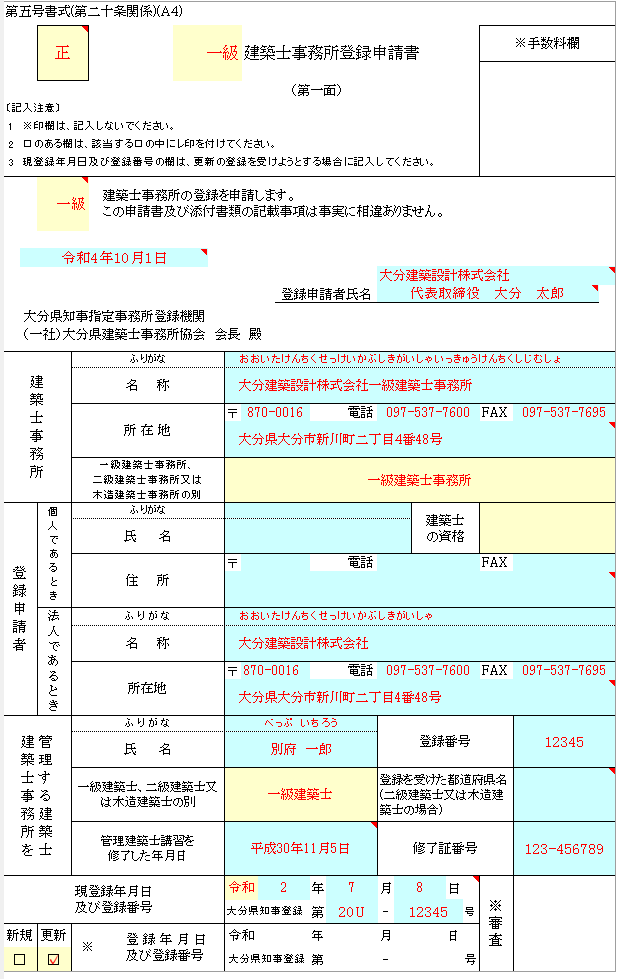 第五号書式(第二十条関係)(A4)
正
一級 建築士事務所登録申請書
(第一面)
※手数料欄
〔記入注意〕
1 ※印欄は、記入しないでください。
2 □のある欄は、該当する□の中にレ印を付けてください。
3 現登録年月日及び登録番号の欄は、更新の登録を受けようとする場合に記入してください。
一級
建築士事務所の登録を申請します。
この申請書及び添付書類の記載事項は事実に相違ありません。
令和4年10月1日
大分建築設計株式会社
登録申請者氏名 代表取締役 大分 太郎
大分県知事指定事務所登録機関
(一社)大分県建築士事務所協会 会長 殿
建築士事務所
ふりがな おおいたけんちくせっけいかぶしきがいしゃいっきゅうけんちくしじむしょ
名称 大分建築設計株式会社一級建築士事務所
所在地
〒 870-0016 電話 097-537-7600 FAX 097-537-7695
大分県大分市新川町二丁目4番48号
一級建築士事務所、
二級建築士事務所又は
木造建築士事務所の別
一級建築士事務所
登録申請者
個人であるとき
ふりがな
氏名
建築士
の資格
住所
〒 電話 FAX
法人であるとき
ふりがな おおいたけんちくせっけいかぶしきがいしゃ
名称 大分建築設計株式会社
所在地
〒 870-0016 電話 097-537-7600 FAX 097-537-7695
大分県大分市新川町二丁目4番48号
建築士事務所を
管理する建築士
ふりがな べっぷ いちろう
氏名 別府 一郎
登録番号 12345
一級建築士、二級建築士又
は木造建築士の別
一級建築士
登録を受けた都道府県名
(二級建築士又は木造建
築士の場合)
管理建築士講習を
修了した年月日
平成30年11月5日
修了証番号 123-456789
現登録年月日
及び登録番号
令和 2 年 7 月 8 日
大分県知事登録 第 20U - 12345 号
※審査
新規 更新
□ ☑
※
登録年月日
及び登録番号
令和 年 月 日
大分県知事登録 第 - 号